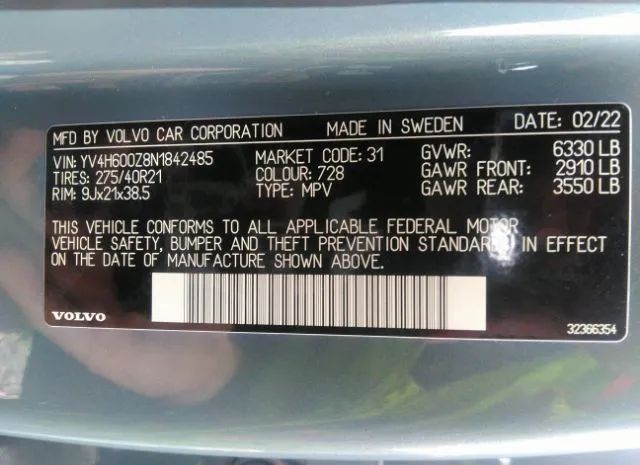 MFD BY VOLVO CAR CORPORATION MADE IN SWEDEN DATE: 02/22
VIN: YV4H600Z8N1842485 MARKET CODE: 31 GVWR: 6330 LB
TIRES: 275/40R21 COLOUR: 728 GAWR FRONT: 2910 LB
RIM: 9Jx21x38.5 TYPE: MPV GAWR REAR: 3550 LB
THIS VEHICLE CONFORMS TO ALL APPLICABLE FEDERAL MOTOR
VEHICLE SAFETY, BUMPER AND THEFT PREVENTION STANDARDS IN EFFECT
ON THE DATE OF MANUFACTURE SHOWN ABOVE.
VOLVO 32366354